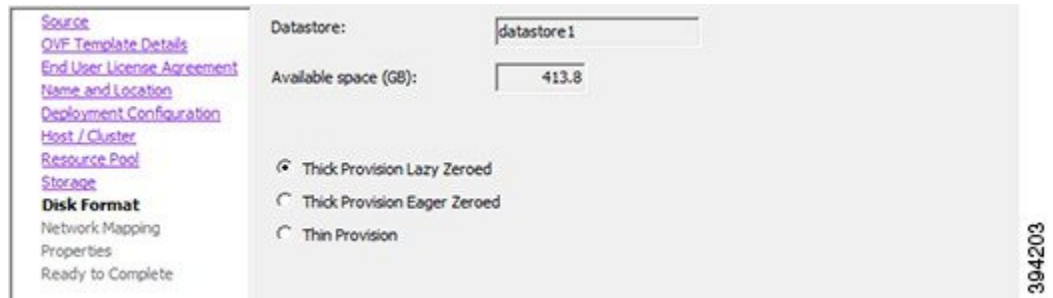 Source
OVF Template Details
End User License Agreement
Name and Location
Deployment Configuration
Host / Cluster
Resource Pool
Storage
Disk Format
Network Mapping
Properties
Ready to Complete
Datastore: datastore1
Available space (GB): 413.8
Thick Provision Lazy Zeroed
Thick Provision Eager Zeroed
Thin Provision
394203